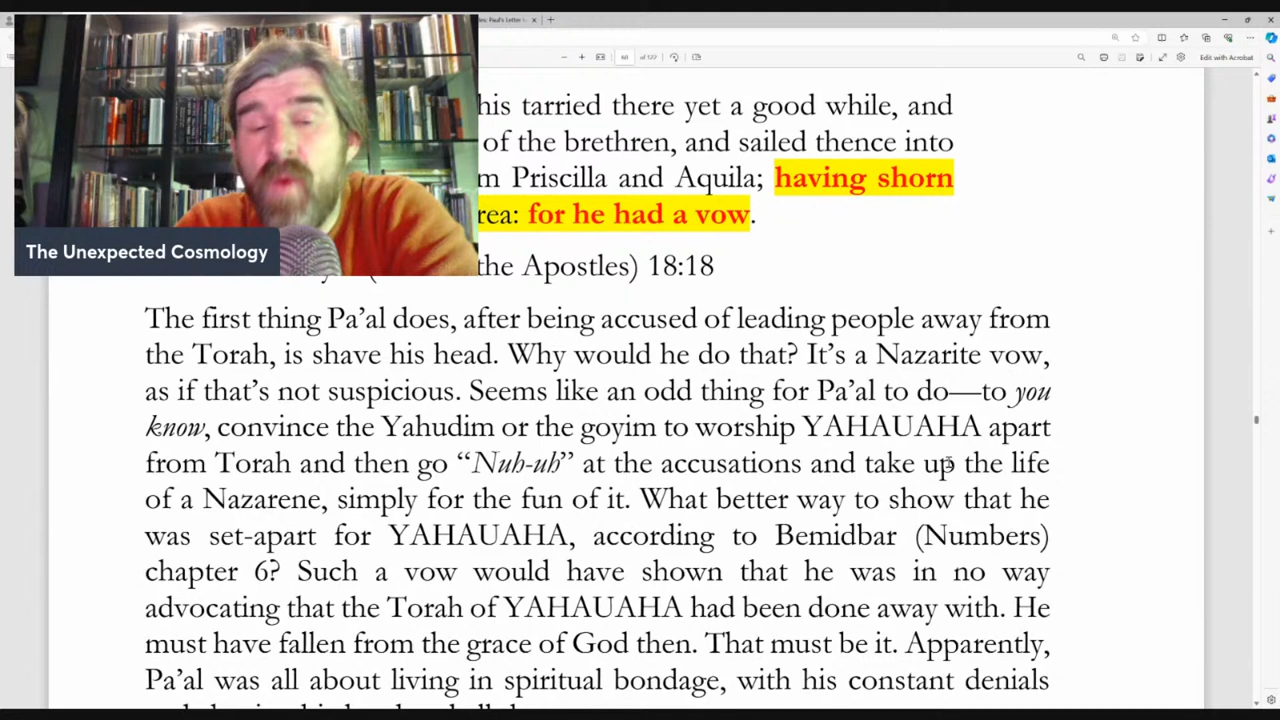 les: Paul's Letter
60 of 122
Edit with Acrobat
his tarried there yet a good while, and
of the brethren, and sailed thence into
m Priscilla and Aquila; having shorn
rea: for he had a vow.
the Apostles) 18:18
The Unexpected Cosmology
The first thing Pa’al does, after being accused of leading people away from
the Torah, is shave his head. Why would he do that? It’s a Nazarite vow,
as if that’s not suspicious. Seems like an odd thing for Pa’al to do—to you
know, convince the Yahudim or the goyim to worship YAHAUAHA apart
from Torah and then go “Nuh-uh” at the accusations and take up the life
of a Nazarene, simply for the fun of it. What better way to show that he
was set-apart for YAHAUAHA, according to Bemidbar (Numbers)
chapter 6? Such a vow would have shown that he was in no way
advocating that the Torah of YAHAUAHA had been done away with. He
must have fallen from the grace of God then. That must be it. Apparently,
Pa’al was all about living in spiritual bondage, with his constant denials